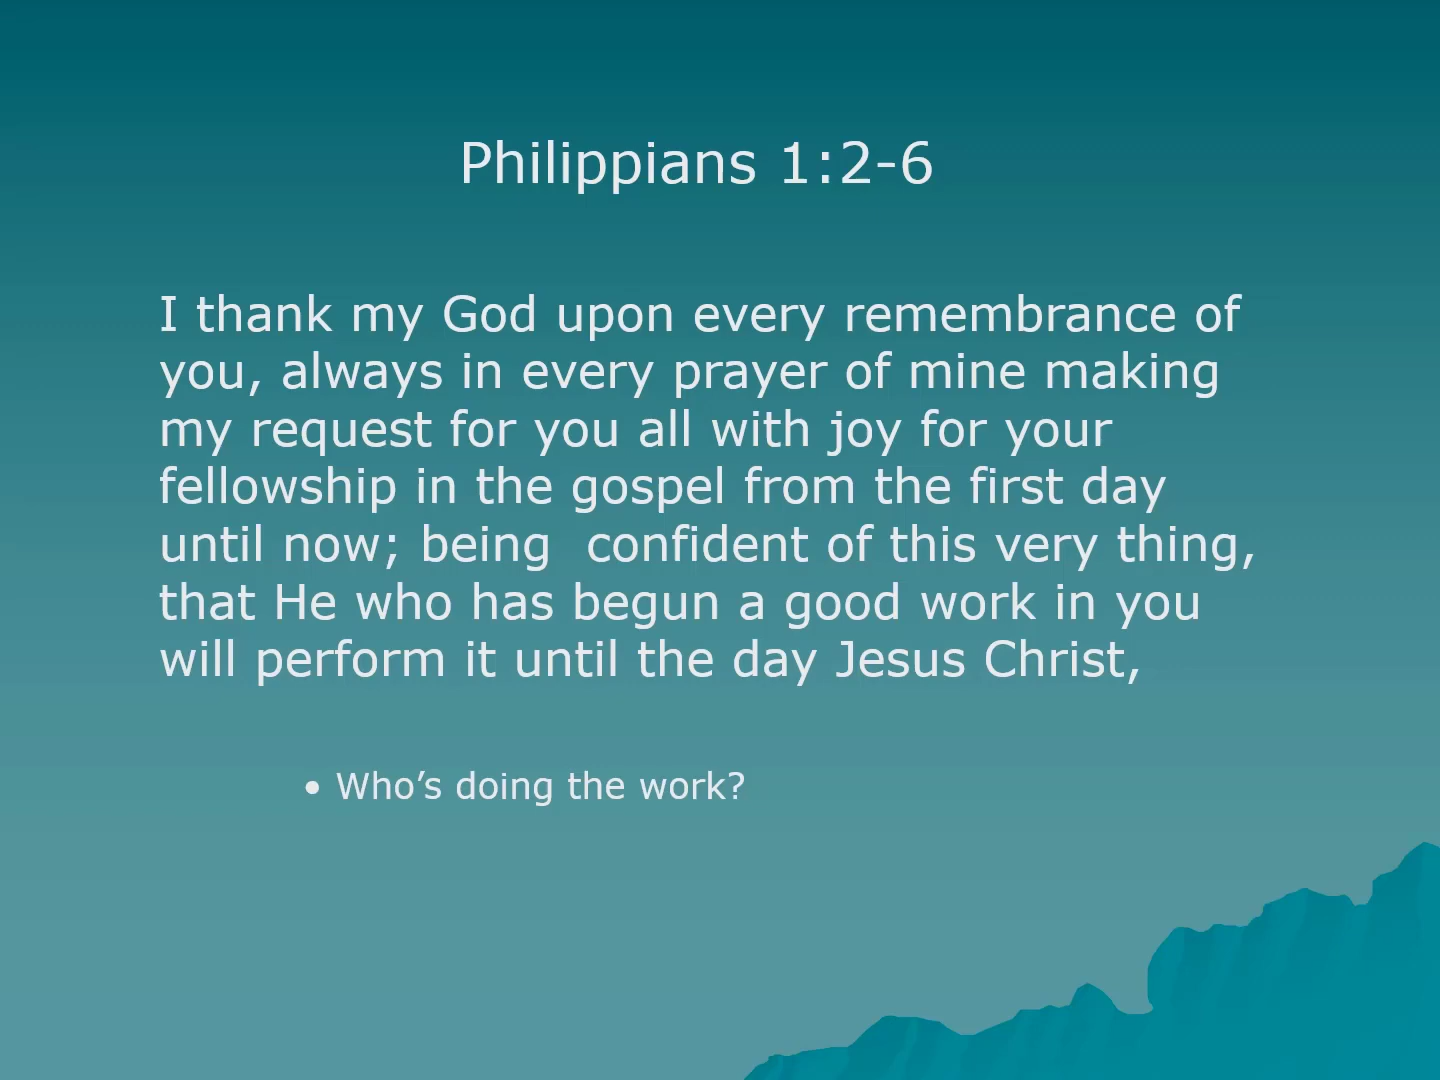 Philippians 1:2-6
I thank my God upon every remembrance of
you, always in every prayer of mine making
my request for you all with joy for your
fellowship in the gospel from the first day
until now; being  confident of this very thing,
that He who has begun a good work in you
will perform it until the day Jesus Christ,
• Who’s doing the work?